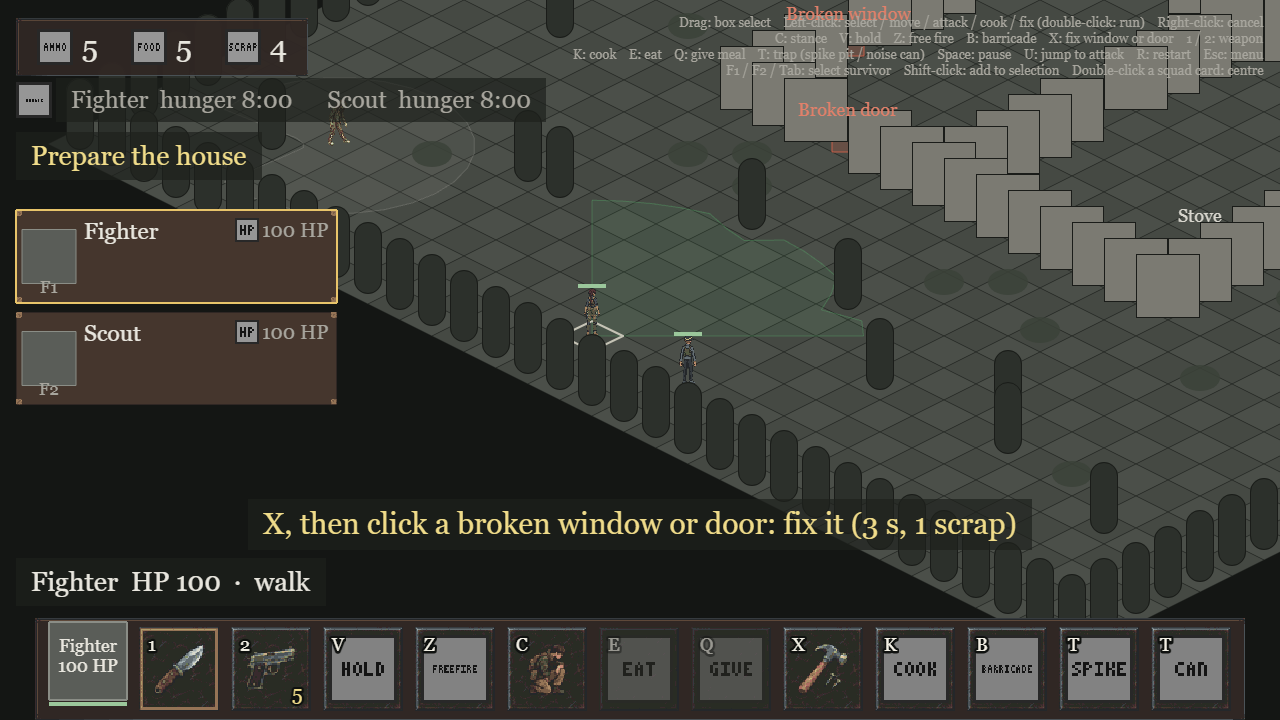 AMMO 5 FOOD 5 SCRAP 4
Broken window
Drag: box select Left-click: select / move / attack / cook / fix (double-click: run) Right-click: cancel
C: stance V: hold Z: free fire B: barricade X: fix window or door 1 / 2: weapon
K: cook E: eat Q: give meal T: trap (spike pit / noise can) Space: pause U: jump to attack R: restart Esc: menu
F1 / F2 / Tab: select survivor Shift-click: add to selection Double-click a squad card: centre
Fighter hunger 8:00 Scout hunger 8:00
Broken door
Prepare the house
Fighter HP 100 HP
F1
Stove
Scout HP 100 HP
F2
X, then click a broken window or door: fix it (3 s, 1 scrap)
Fighter HP 100 · walk
Fighter
100 HP
1
2 5
V HOLD
Z FREEFIRE
C
E EAT
Q GIVE
X
K COOK
B BARRICADE
T SPIKE
T CAN